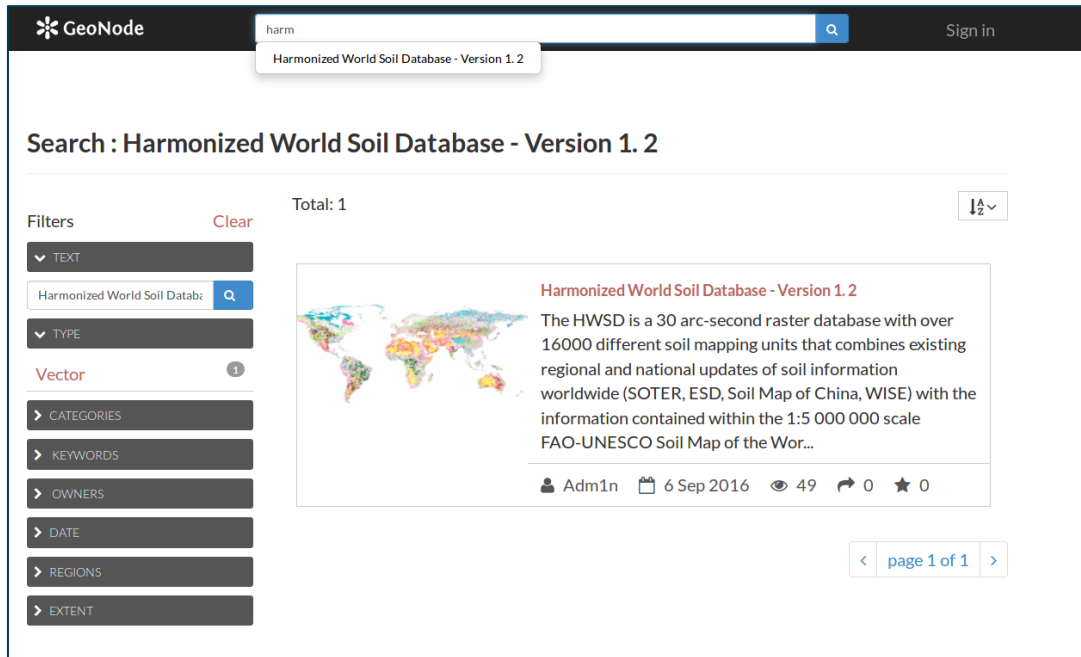 GeoNode
harm
Sign in
Harmonized World Soil Database - Version 1. 2
Search : Harmonized World Soil Database - Version 1. 2
Total: 1
Filters
Clear
TEXT
Harmonized World Soil Databa
TYPE
Vector
1
CATEGORIES
KEYWORDS
OWNERS
DATE
REGIONS
EXTENT
Harmonized World Soil Database - Version 1. 2
The HWSD is a 30 arc-second raster database with over
16000 different soil mapping units that combines existing
regional and national updates of soil information
worldwide (SOTER, ESD, Soil Map of China, WISE) with the
information contained within the 1:5 000 000 scale
FAO-UNESCO Soil Map of the Wor...
Adm1n 6 Sep 2016 49 0 0
page 1 of 1